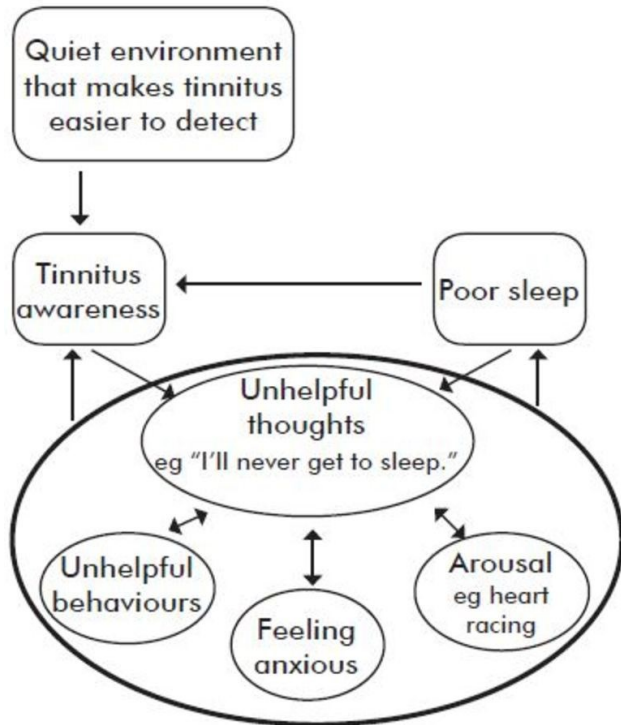 Quiet environment
that makes tinnitus
easier to detect
Tinnitus
awareness
Poor sleep
Unhelpful
thoughts
eg "I'll never get to sleep."
Unhelpful
behaviours
Feeling
anxious
Arousal
eg heart
racing